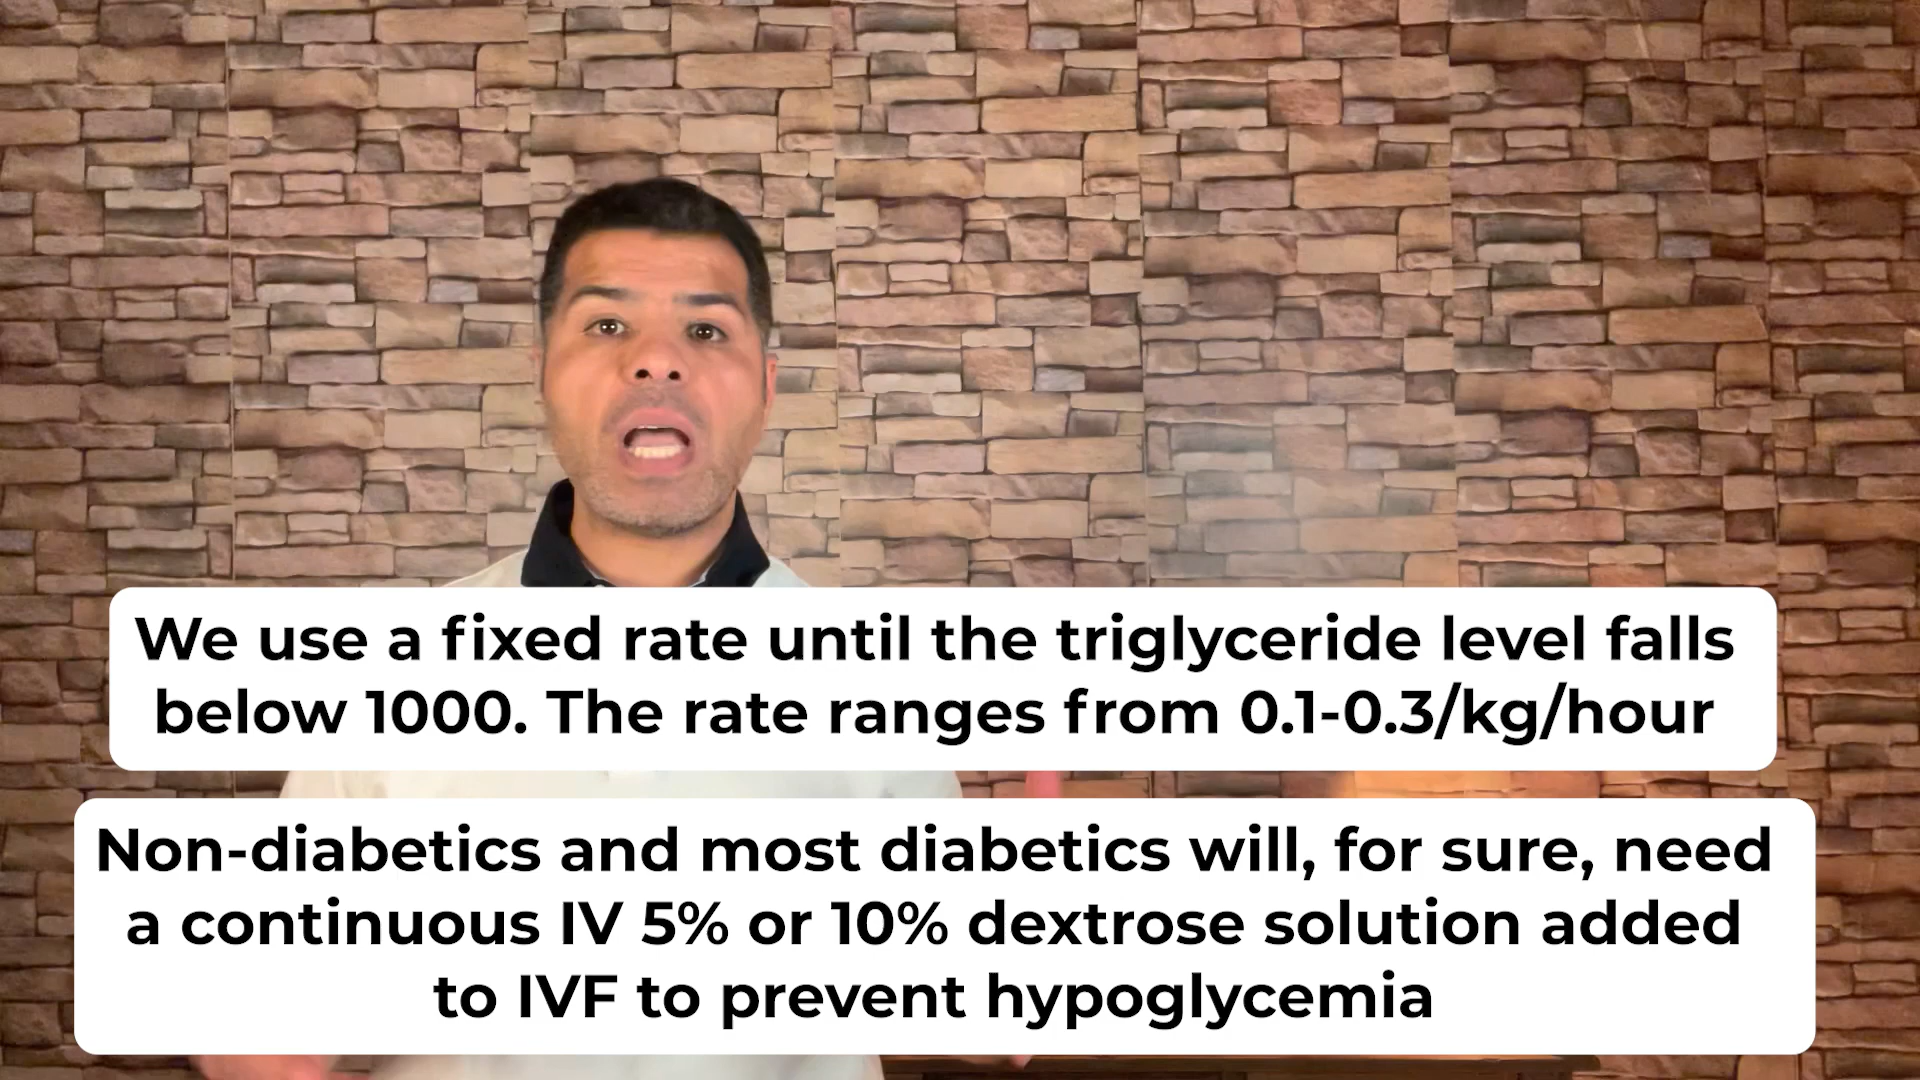 We use a fixed rate until the triglyceride level falls
below 1000. The rate ranges from 0.1-0.3/kg/hour
Non-diabetics and most diabetics will, for sure, need
a continuous IV 5% or 10% dextrose solution added
to IVF to prevent hypoglycemia